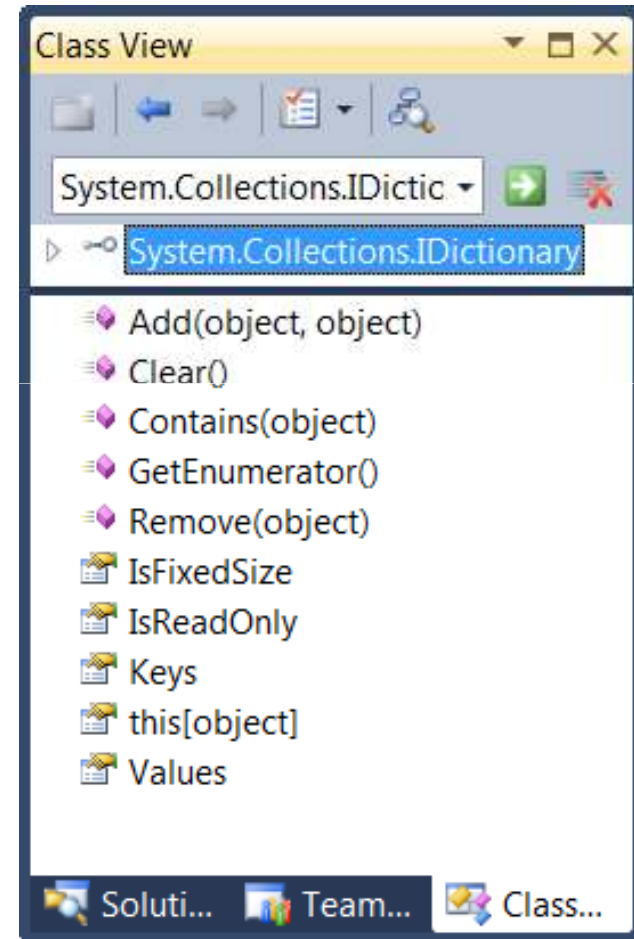 Class View
System.Collections.IDictic
System.Collections.IDictionary
Add(object, object)
Clear()
Contains(object)
GetEnumerator()
Remove(object)
IsFixedSize
IsReadOnly
Keys
this[object]
Values
Soluti... Team... Class...